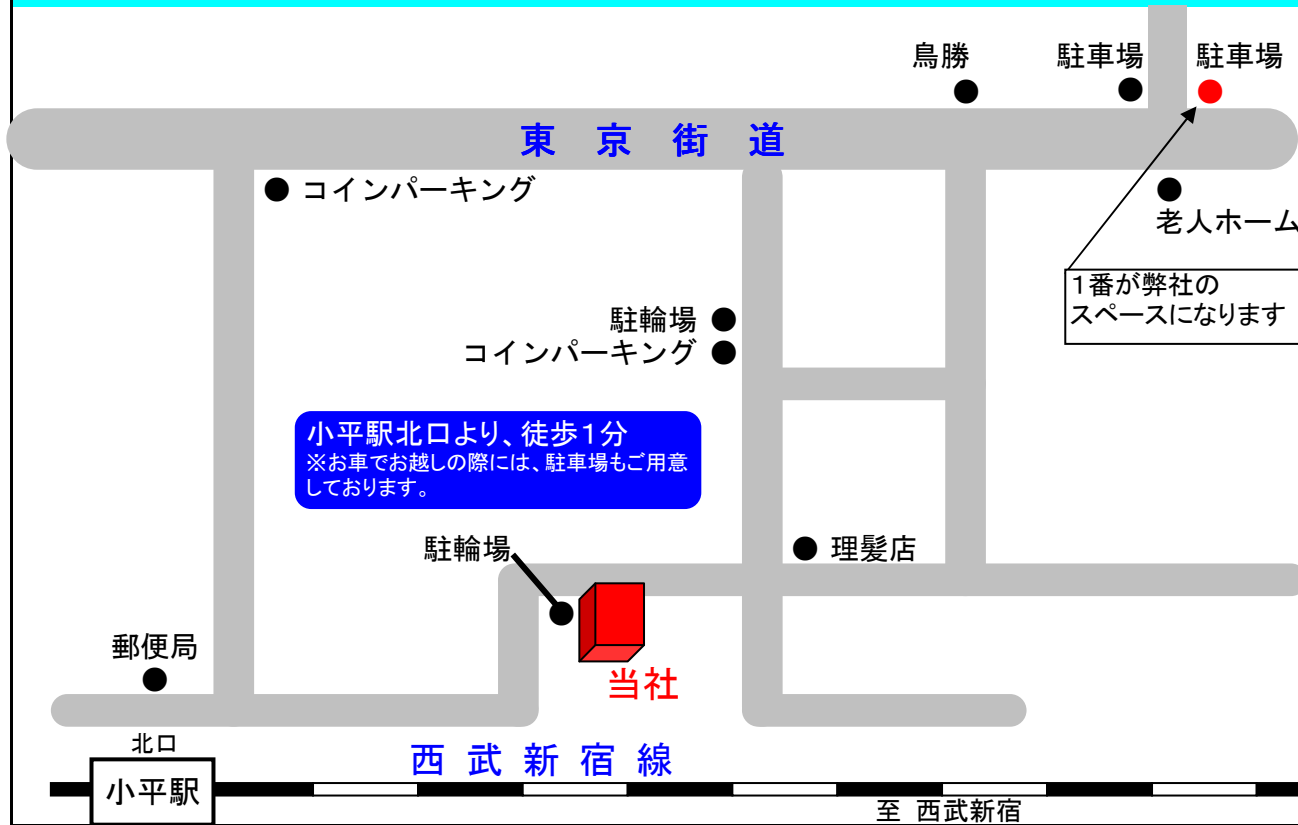 鳥勝
駐車場
駐車場
東京街道
コインパーキング
老人ホーム
1番が弊社の
スペースになります
駐輪場
コインパーキング
小平駅北口より、徒歩1分
※お車でお越しの際には、駐車場もご用意
しております。
駐輪場
理髪店
郵便局
当社
北口
西武新宿線
小平駅
至 西武新宿